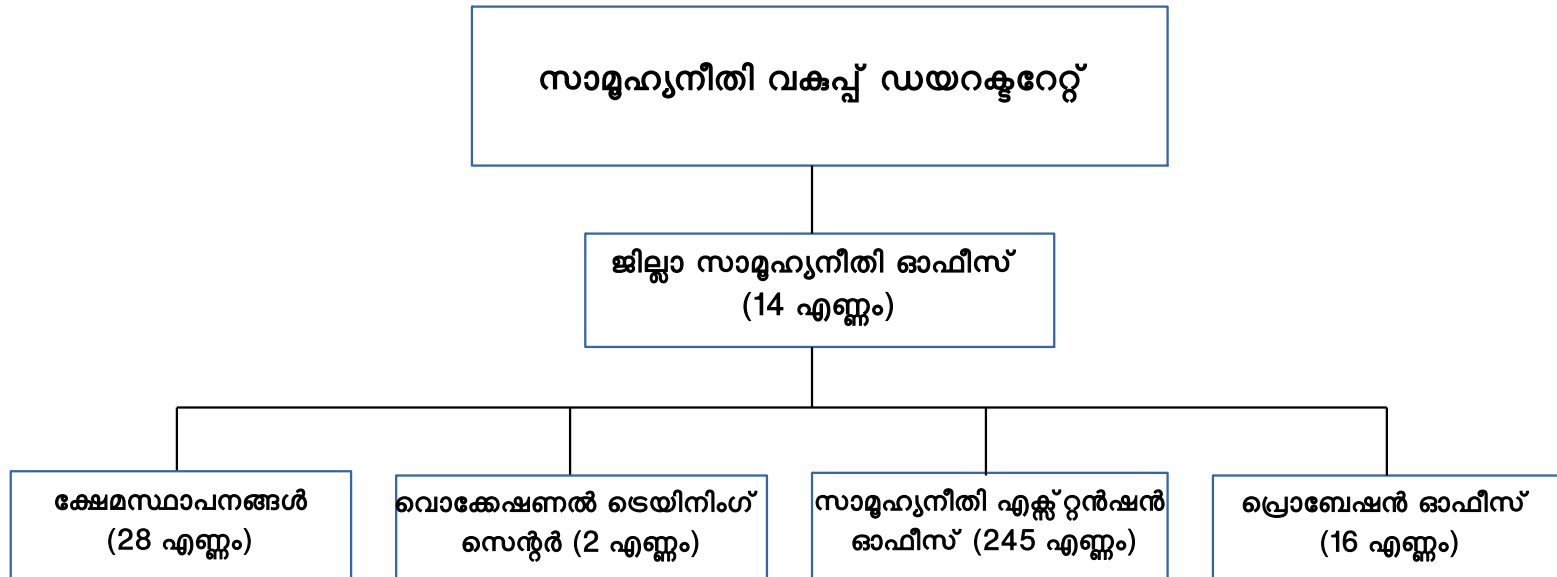 സാമൂഹ്യനീതി വകുപ്പ് ഡയറക്ടറേറ്റ്
ജില്ലാ സാമൂഹ്യനീതി ഓഫീസ്
(14 എണ്ണം)
ക്ഷേമസ്ഥാപനങ്ങൾ
(28 എണ്ണം)
വൊക്കേഷണൽ ട്രെയിനിംഗ്
സെന്റർ (2 എണ്ണം)
സാമൂഹ്യനീതി എക്സ്റ്റൻഷൻ
ഓഫീസ് (245 എണ്ണം)
പ്രൊബേഷൻ ഓഫീസ്
(16 എണ്ണം)